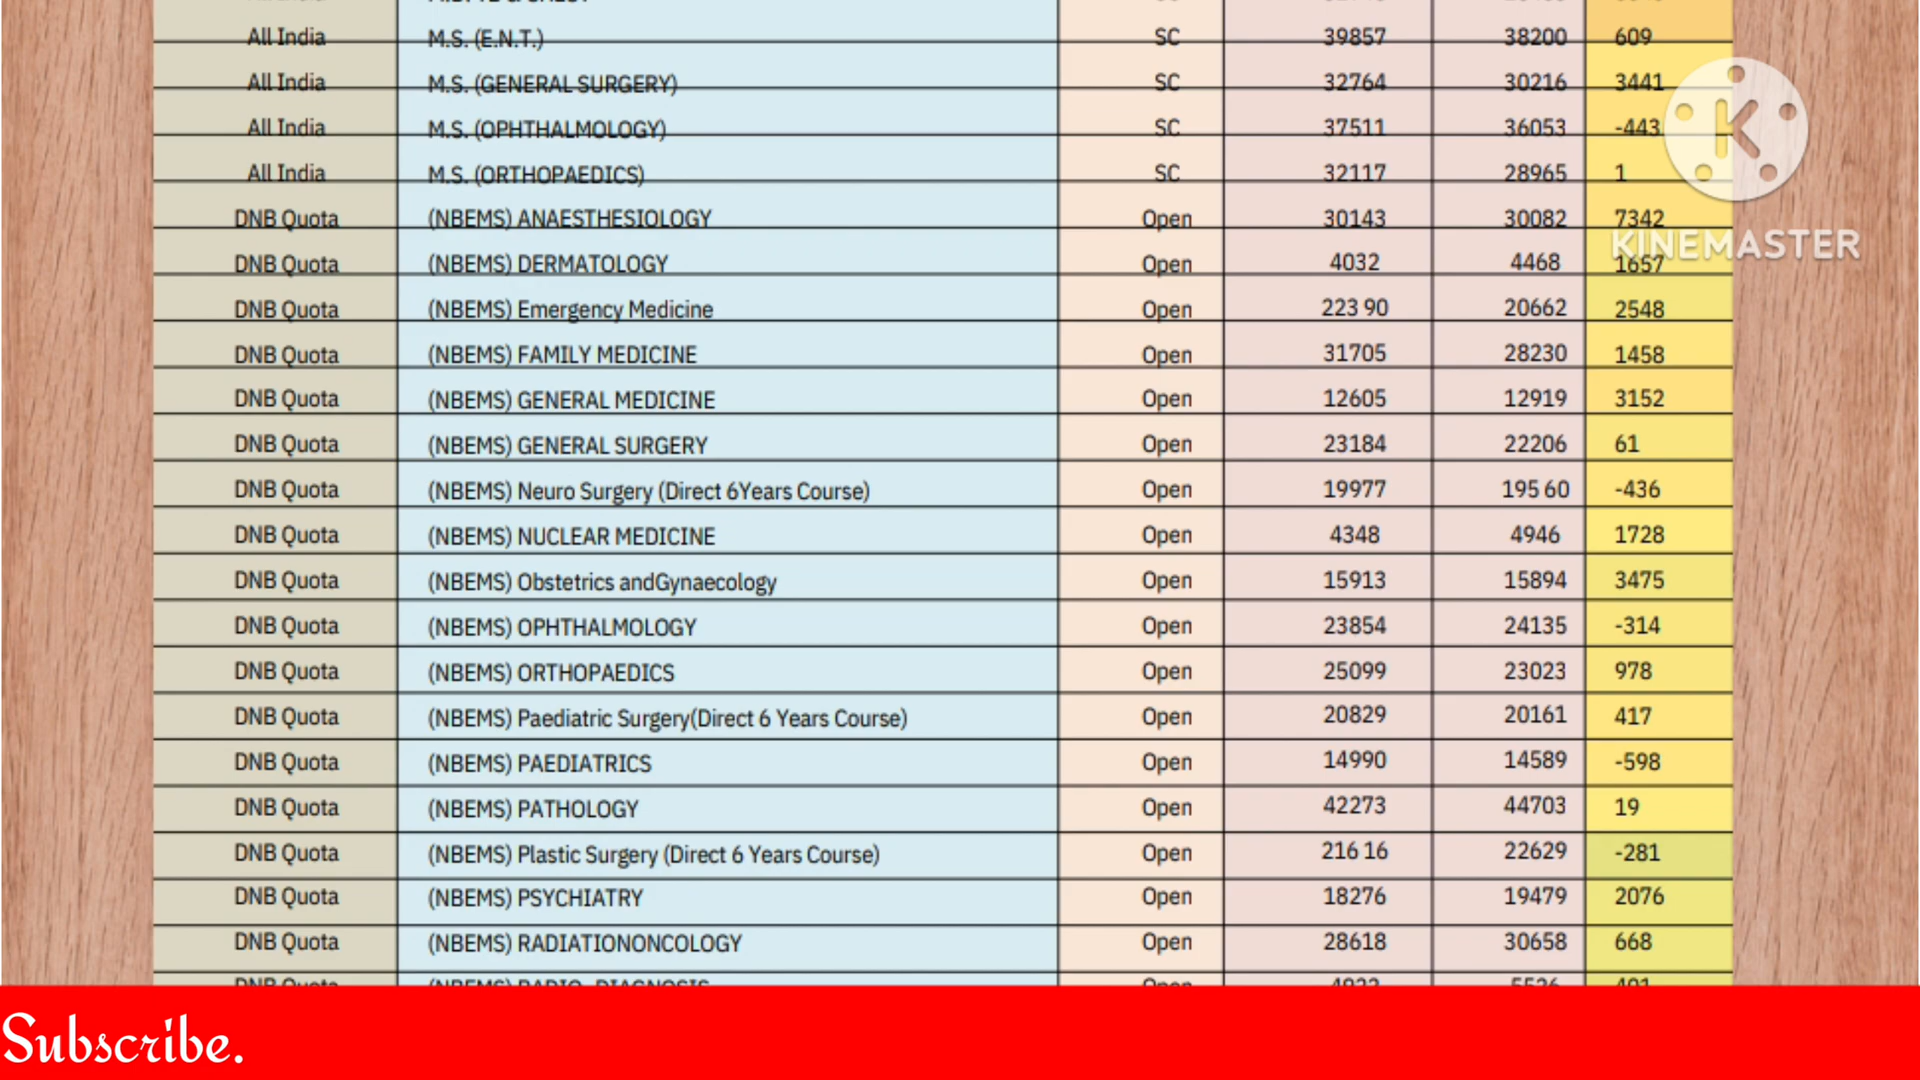 All India M.S. (E.N.T.) SC 39857 38200 609
All India M.S. (GENERAL SURGERY) SC 32764 30216 3441
All India M.S. (OPHTHALMOLOGY) SC 37511 36053 -443
All India M.S. (ORTHOPAEDICS) SC 32117 28965 1
DNB Quota (NBEMS) ANAESTHESIOLOGY Open 30143 30082 7342
KINEMASTER
DNB Quota (NBEMS) DERMATOLOGY Open 4032 4468 1657
DNB Quota (NBEMS) Emergency Medicine Open 223 90 20662 2548
DNB Quota (NBEMS) FAMILY MEDICINE Open 31705 28230 1458
DNB Quota (NBEMS) GENERAL MEDICINE Open 12605 12919 3152
DNB Quota (NBEMS) GENERAL SURGERY Open 23184 22206 61
DNB Quota (NBEMS) Neuro Surgery (Direct 6Years Course) Open 19977 195 60 -436
DNB Quota (NBEMS) NUCLEAR MEDICINE Open 4348 4946 1728
DNB Quota (NBEMS) Obstetrics andGynaecology Open 15913 15894 3475
DNB Quota (NBEMS) OPHTHALMOLOGY Open 23854 24135 -314
DNB Quota (NBEMS) ORTHOPAEDICS Open 25099 23023 978
DNB Quota (NBEMS) Paediatric Surgery(Direct 6 Years Course) Open 20829 20161 417
DNB Quota (NBEMS) PAEDIATRICS Open 14990 14589 -598
DNB Quota (NBEMS) PATHOLOGY Open 42273 44703 19
DNB Quota (NBEMS) Plastic Surgery (Direct 6 Years Course) Open 216 16 22629 -281
DNB Quota (NBEMS) PSYCHIATRY Open 18276 19479 2076
DNB Quota (NBEMS) RADIATIONONCOLOGY Open 28618 30658 668
DNB Quota (NBEMS) RADIO- DIAGNOSIS Open
Subscribe.